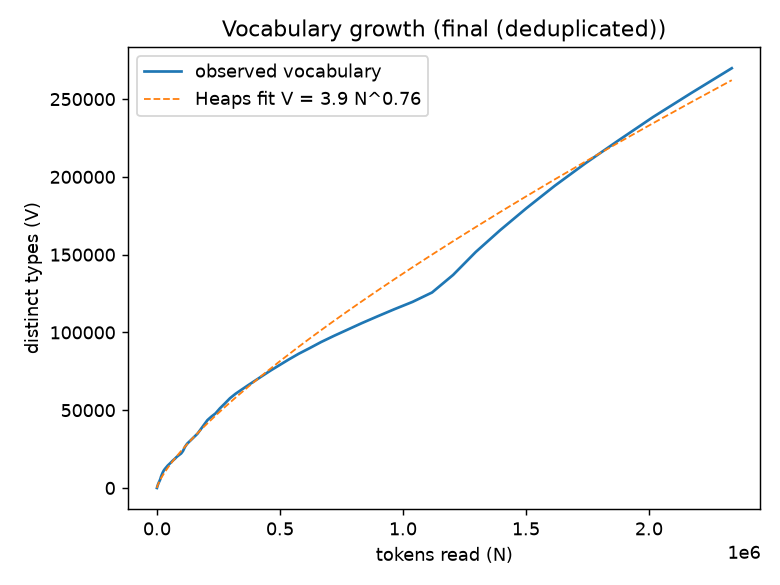 Vocabulary growth (final (deduplicated))
observed vocabulary
Heaps fit V = 3.9 N^0.76
distinct types (V)
250000
200000
150000
100000
50000
0
0.0 0.5 1.0 1.5 2.0
1e6
tokens read (N)